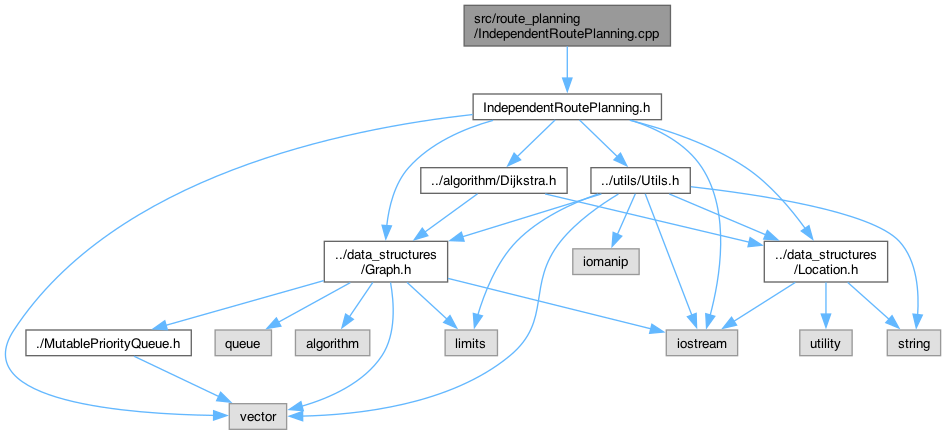 src/route_planning
/IndependentRoutePlanning.cpp
IndependentRoutePlanning.h
../algorithm/Dijkstra.h
../utils/Utils.h
../data_structures
/Graph.h
iomanip
../data_structures
/Location.h
./MutablePriorityQueue.h
queue
algorithm
limits
iostream
utility
string
vector